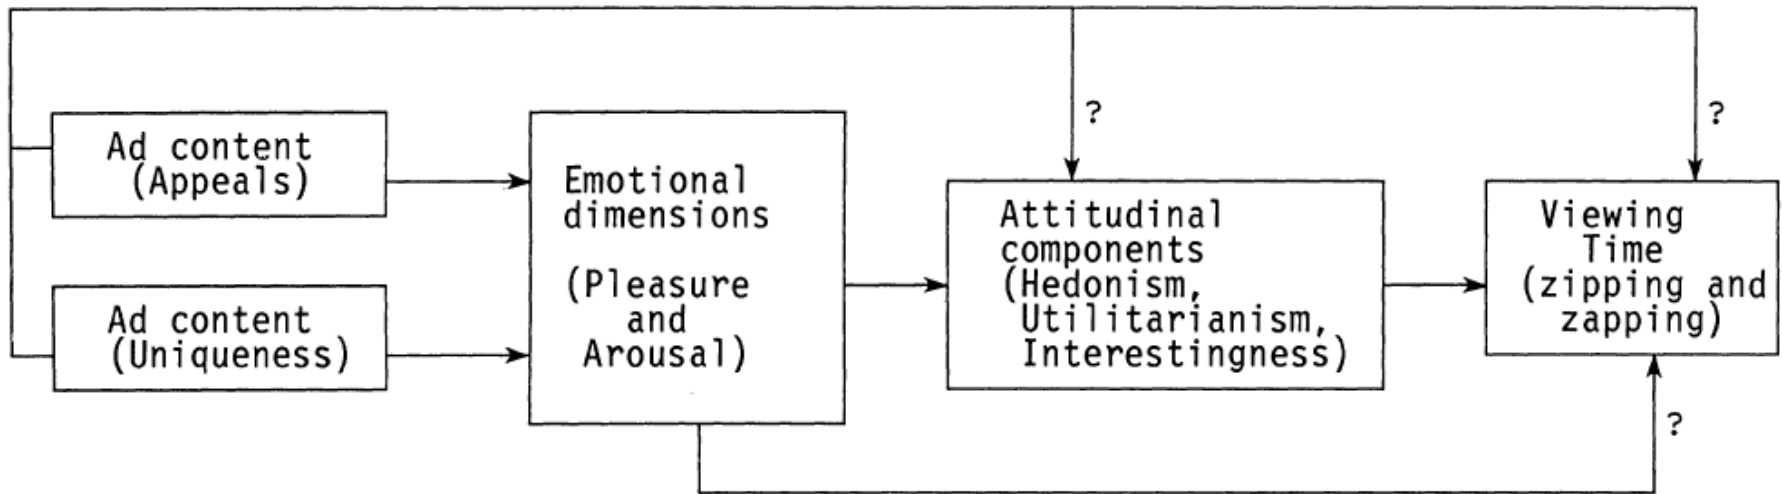 Ad content
(Appeals)
Ad content
(Uniqueness)
Emotional
dimensions
(Pleasure
and
Arousal)
?
Attitudinal
components
(Hedonism,
Utilitarianism,
Interestingness)
?
Viewing
Time
(zipping and
zapping)
?